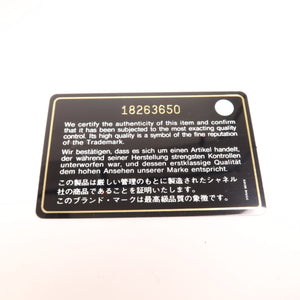 18263650
We certify the authenticity of this item and confirm
that it has been subjected to the most exacting quality
control. Its high quality is a symbol of the fine reputation
of the Trademark.
Wir bestätigen, dass es sich um einen Artikel handelt,
der während seiner Herstellung strengsten Kontrollen
unterworfen war, und dessen erstklassige Qualität
dem hohen Ansehen unserer Marke entspricht.
この製品は厳しい管理のもとに製造されたシャネル
社の商品であることを証明いたします。
このブランド・マークは最高級品質の象徴です。